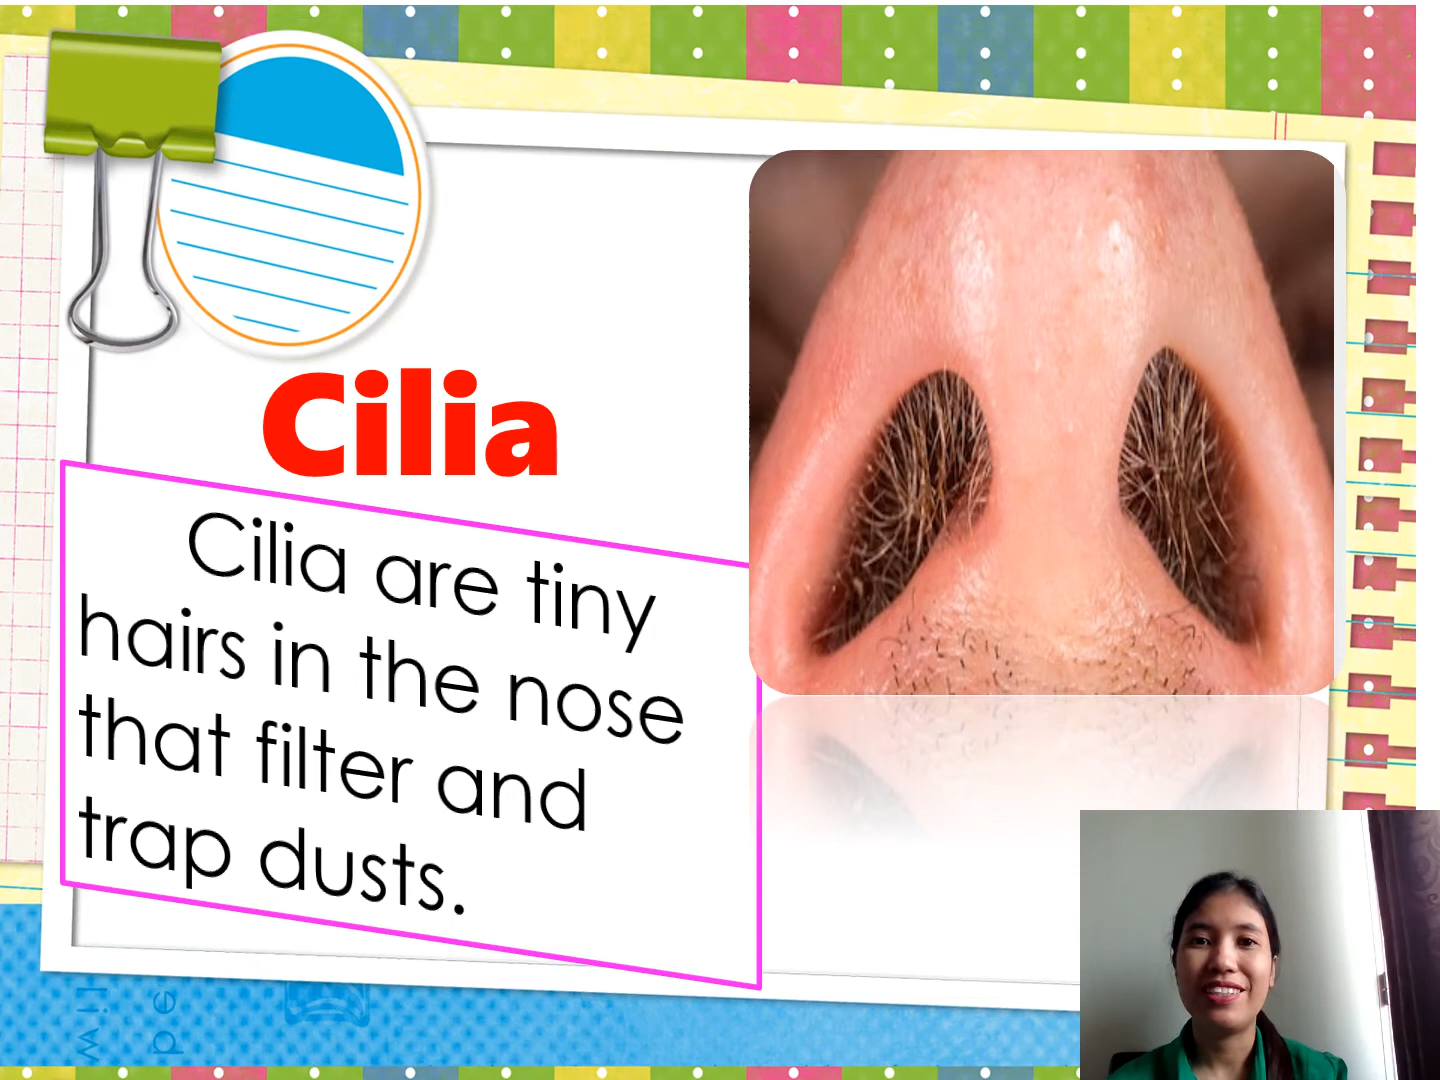 Cilia
Cilia are tiny
hairs in the nose
that filter and
trap dusts.